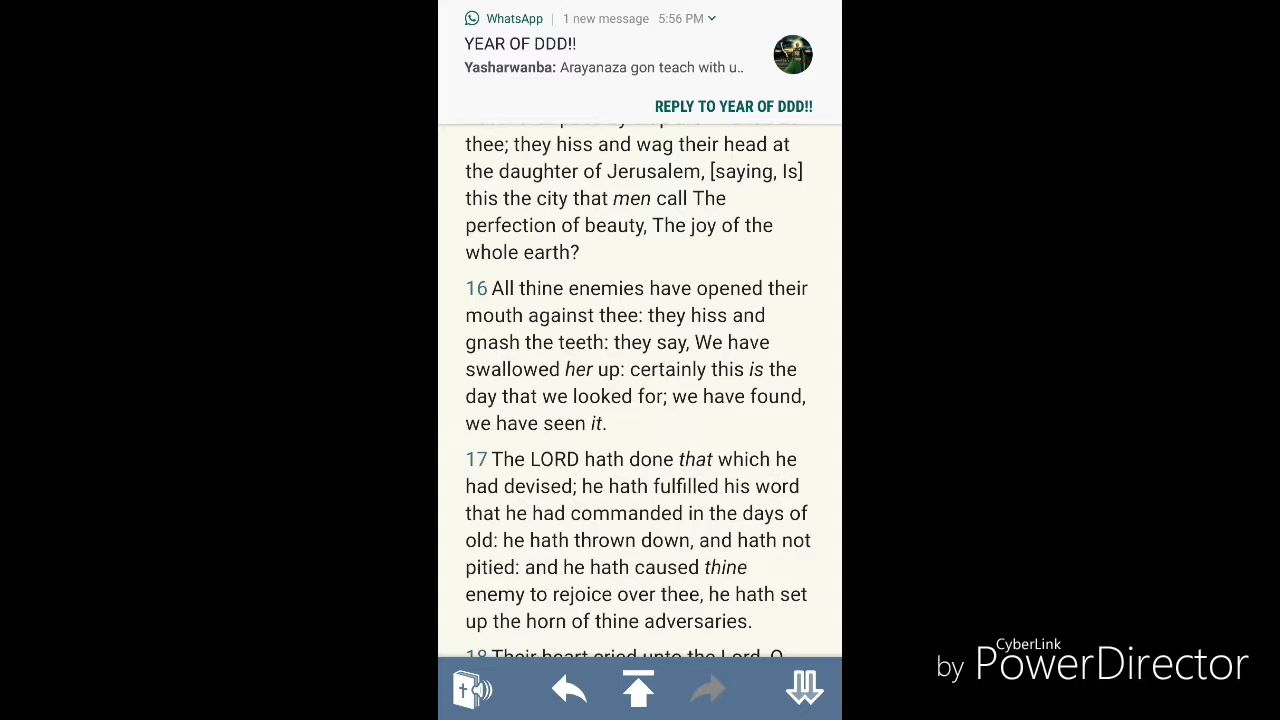 WhatsApp | 1 new message 5:56 PM
YEAR OF DDD!!
Yasharwanba: Arayanaza gon teach with u..
REPLY TO YEAR OF DDD!!
thee; they hiss and wag their head at
the daughter of Jerusalem, [saying, Is]
this the city that men call The
perfection of beauty, The joy of the
whole earth?
16 All thine enemies have opened their
mouth against thee: they hiss and
gnash the teeth: they say, We have
swallowed her up: certainly this is the
day that we looked for; we have found,
we have seen it.
17 The LORD hath done that which he
had devised; he hath fulfilled his word
that he had commanded in the days of
old: he hath thrown down, and hath not
pitied: and he hath caused thine
enemy to rejoice over thee, he hath set
up the horn of thine adversaries.
18 Their heart cried unto the Lord, O
CyberLink
by PowerDirector